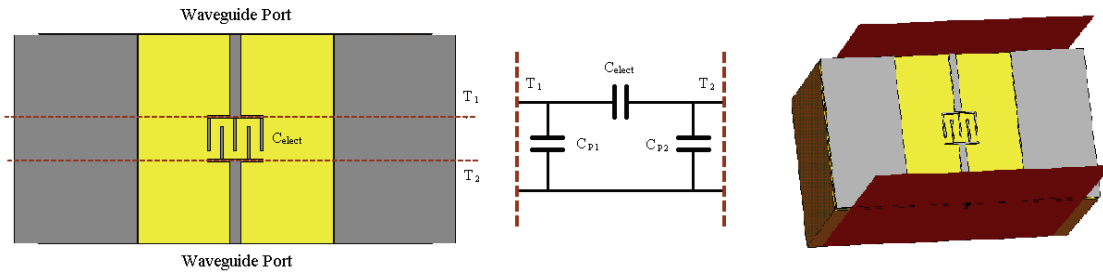 Waveguide Port
T1
Celect
T2
Waveguide Port
T1
Celect
T2
CP1
CP2